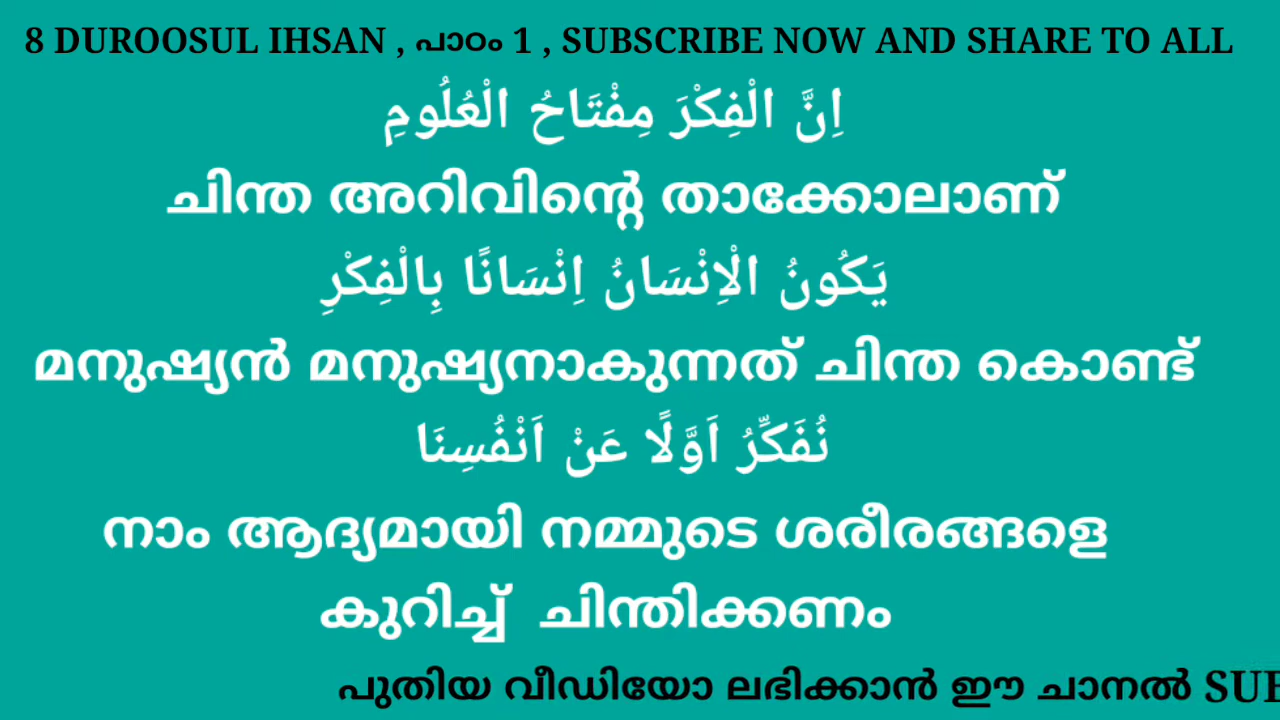 8 DUROOSUL IHSAN , പാഠം 1 , SUBSCRIBE NOW AND SHARE TO ALL
اِنَّ الْفِكْرَ مِفْتَاحُ الْعُلُومِ
ചിന്ത അറിവിന്റെ താക്കോലാണ്
يَكُونُ الْاِنْسَانُ اِنْسَانًا بِالْفِكْرِ
മനുഷ്യൻ മനുഷ്യനാകുന്നത് ചിന്ത കൊണ്ട്
نُفَكِّرُ اَوَّلًا عَنْ اَنْفُسِنَا
നാം ആദ്യമായി നമ്മുടെ ശരീരങ്ങളെ
കുറിച്ച് ചിന്തിക്കണം
പുതിയ വീഡിയോ ലഭിക്കാൻ ഈ ചാനൽ